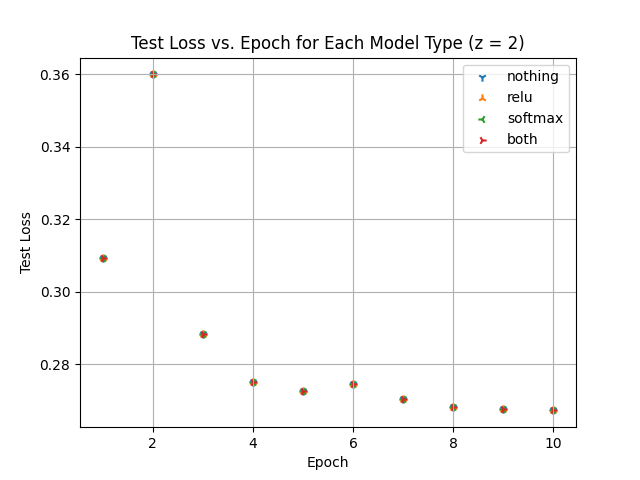 Test Loss vs. Epoch for Each Model Type (z = 2)
0.36
0.34
0.32
0.30
0.28
Test Loss
nothing
relu
softmax
both
2
4
6
8
10
Epoch